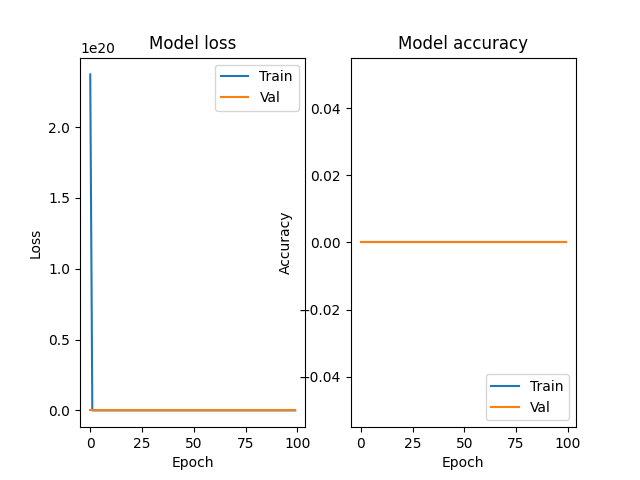 Model loss
1e20
Train
Val
2.0
1.5
1.0
0.5
0.0
Loss
0 25 50 75 100
Epoch
Model accuracy
0.04
0.02
0.00
−0.02
−0.04
Accuracy
Train
Val
0 25 50 75 100
Epoch